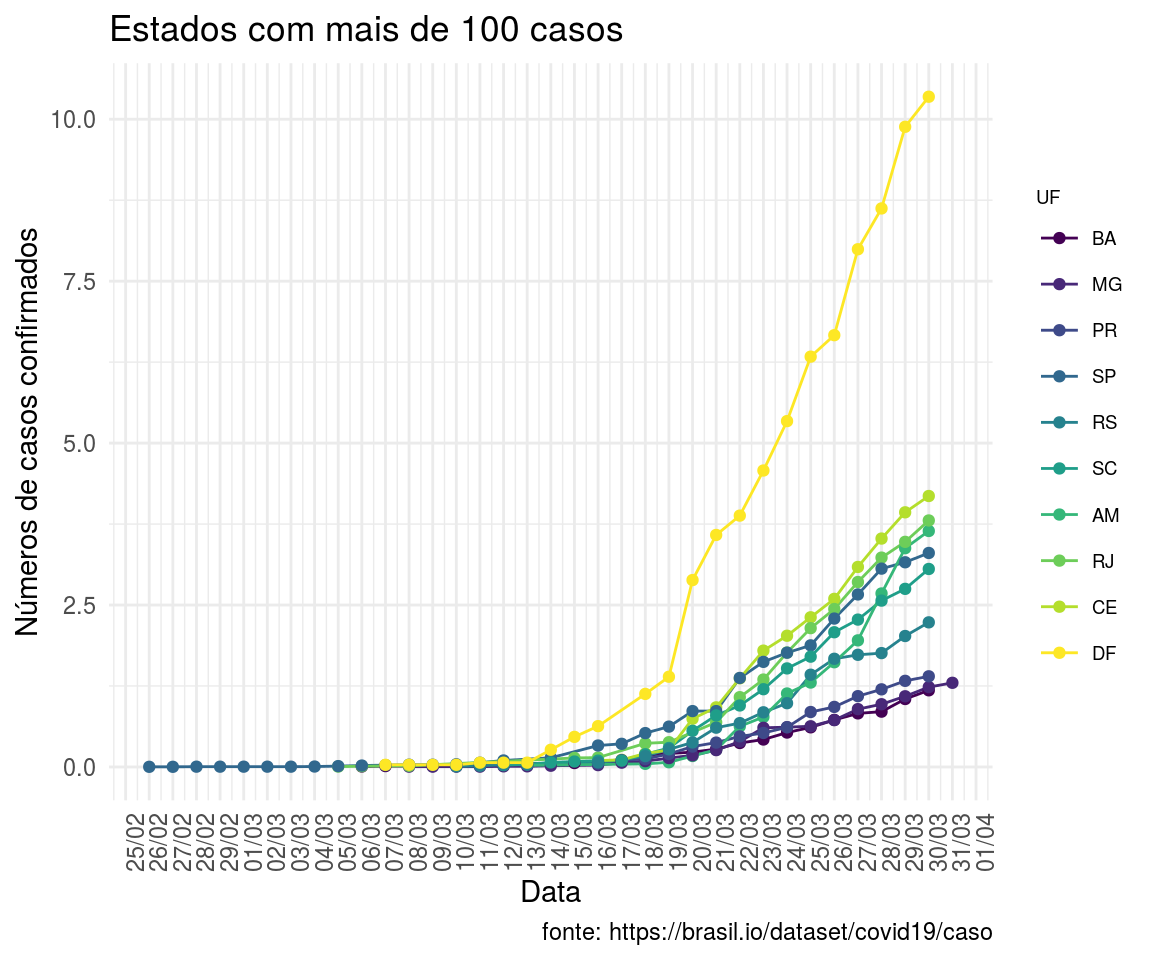 Estados com mais de 100 casos
Números de casos confirmados
10.0
7.5
5.0
2.5
0.0
25/02
26/02
27/02
28/02
29/02
01/03
02/03
03/03
04/03
05/03
06/03
07/03
08/03
09/03
10/03
11/03
12/03
13/03
14/03
15/03
16/03
17/03
18/03
19/03
20/03
21/03
22/03
23/03
24/03
25/03
26/03
27/03
28/03
29/03
30/03
31/03
01/04
Data
UF
BA
MG
PR
SP
RS
SC
AM
RJ
CE
DF
fonte: https://brasil.io/dataset/covid19/caso